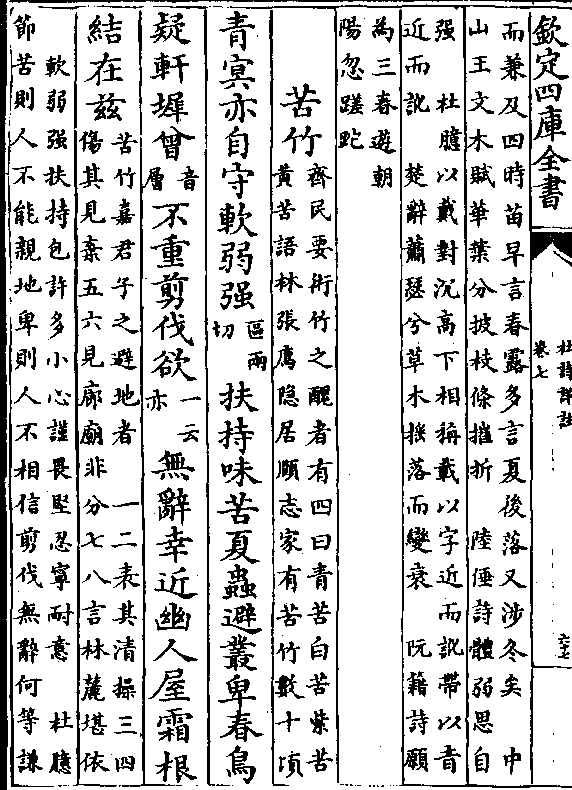 欽定四庫全書
杜詩詳註
卷七
而兼及四時苗早言春露多言夏後落又涉冬矣 中
山王文木賦華葉分披枝條摧折 陸倕詩體弱思自
强 杜臆以戴對沉高下相稱戴以字近而訛帶以音
近而訛 楚辭蕭瑟兮草木搖落而變衰 阮籍詩願
為三春遊朝
陽忽蹉跎
苦竹
齊民要術竹之醜者有四曰青苦白苦紫苦
黄苦語林張廌隠居頤志家有苦竹數十頃
青冥亦自守軟弱强區兩切扶持味苦夏蟲避叢卑春鳥
疑軒墀曾音層不重剪伐欲一云亦無辭幸近幽人屋霜根
結在兹
苦竹嘉君子之避地者 一二表其清操三四
傷其見棄五六見廊廟非分七八言林麓堪依
軟弱强扶持包許多小心謹畏堅忍寧耐意 杜臆
節苦則人不能親地卑則人不相信剪伐無辭何等謙